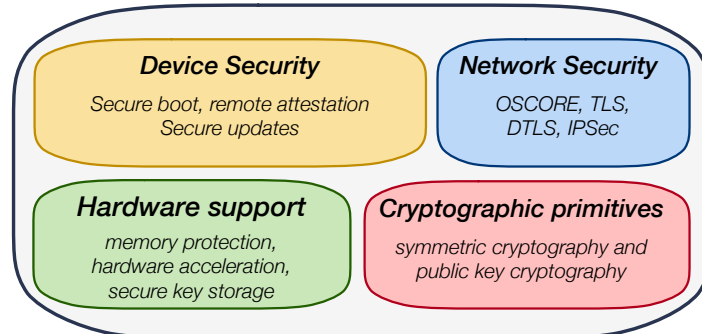 Device Security
Secure boot, remote attestation
Secure updates
Network Security
OSCORE, TLS,
DTLS, IPSec
Hardware support
memory protection,
hardware acceleration,
secure key storage
Cryptographic primitives
symmetric cryptography and
public key cryptography